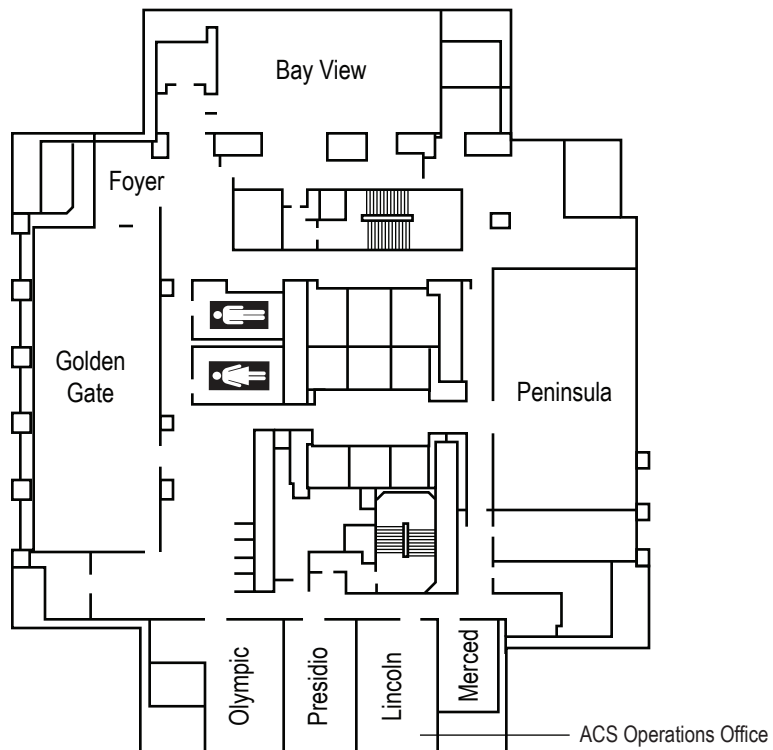 Bay View
Foyer
Golden
Gate
Peninsula
Olympic
Presidio
Lincoln
Merced
ACS Operations Office